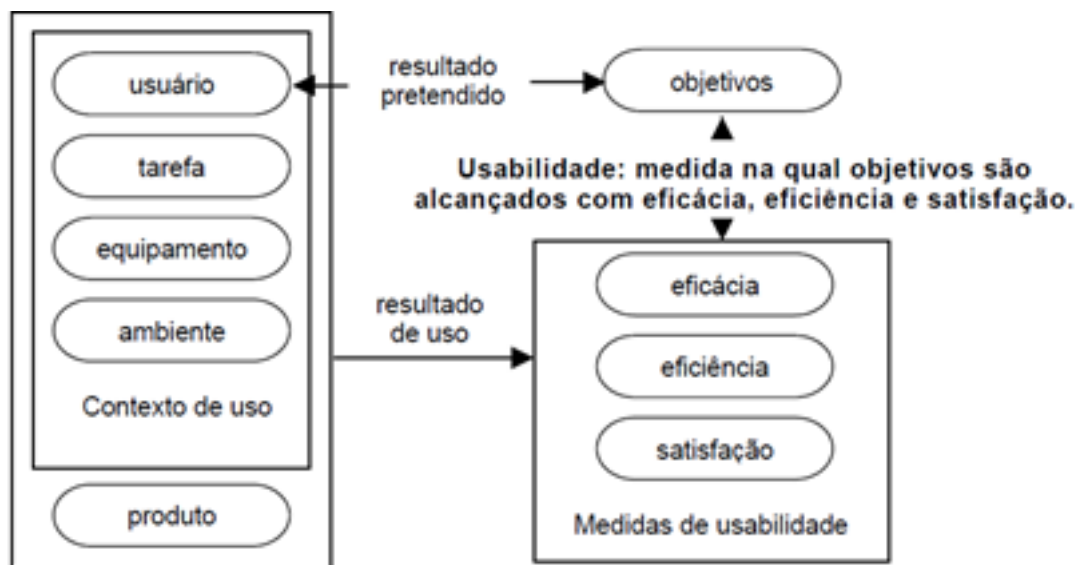 usuário
tarefa
equipamento
ambiente
Contexto de uso
produto
resultado
pretendido
objetivos
Usabilidade: medida na qual objetivos são
alcançados com eficácia, eficiência e satisfação.
resultado
de uso
eficácia
eficiência
satisfação
Medidas de usabilidade